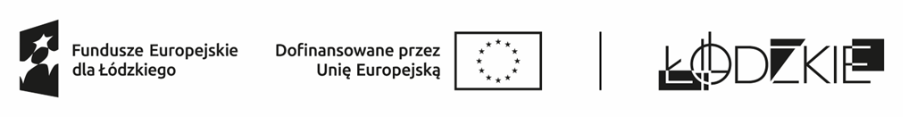 Fundusze Europejskie
dla Łódzkiego
Dofinansowane przez
Unię Europejską
ŁÓDZKIE